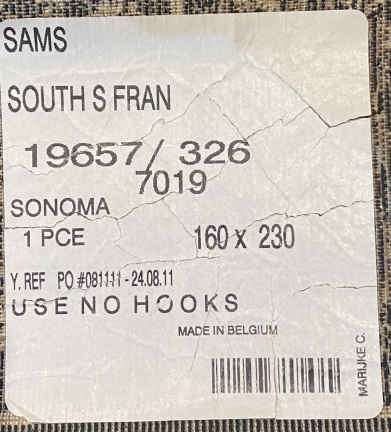 SAMS
SOUTH S FRAN
19657/ 326
7019
SONOMA
1 PCE
160 x 230
Y. REF PO #081111 - 24.08.11
USE NO HOOKS
MADE IN BELGIUM
MARIJKE C.